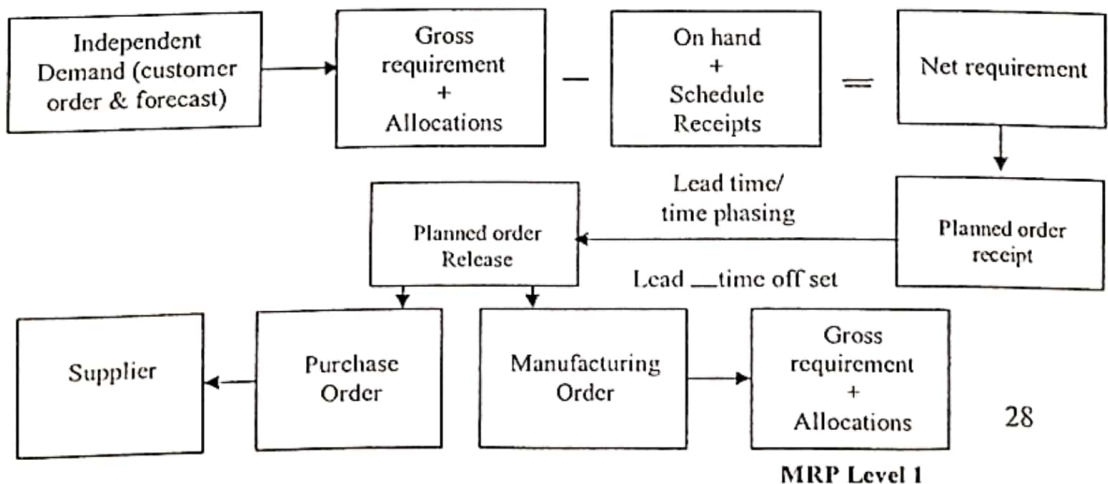 Independent
Demand (customer
order & forecast)
Gross
requirement
+
Allocations
—
On hand
+
Schedule
Receipts
=
Net requirement
Lead time/
time phasing
Planned order
Release
Planned order
receipt
Lead __time off set
Supplier
Purchase
Order
Manufacturing
Order
Gross
requirement
+
Allocations
28
MRP Level 1